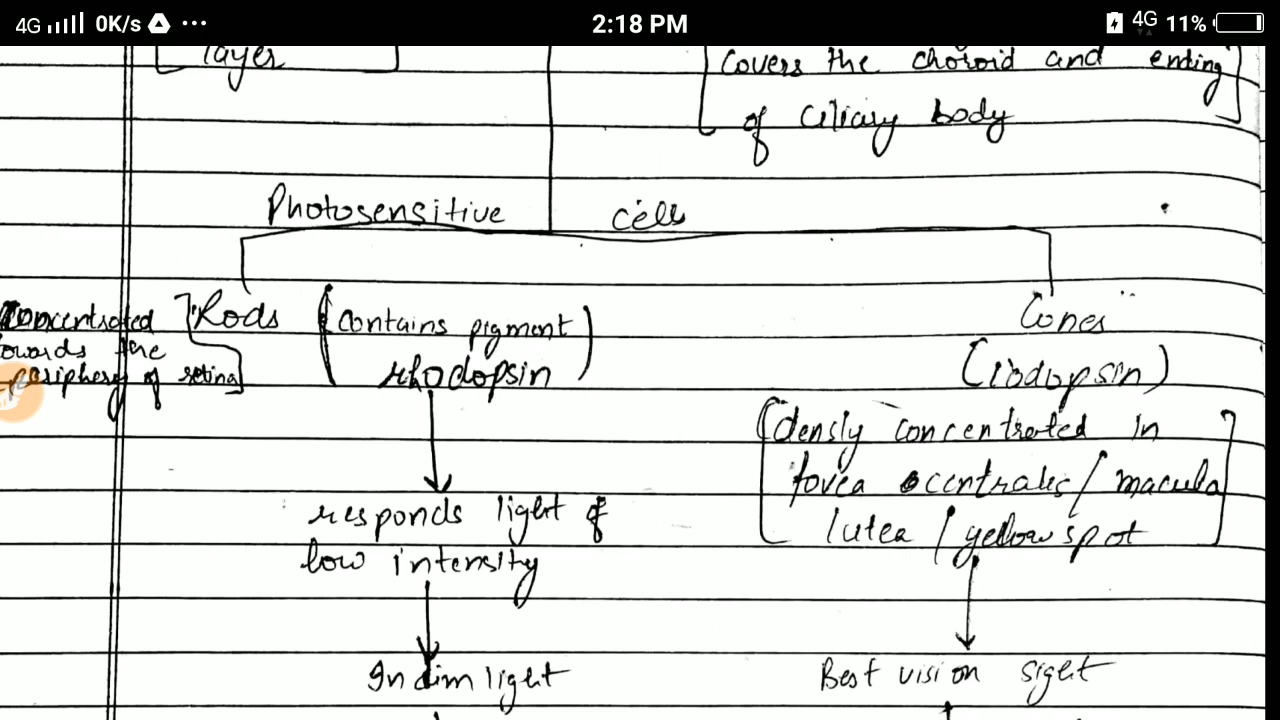 4G 0K/s 2:18 PM 4G 11%
layer
Covers the choroid and ending
of Ciliary body
Photosensitive cells
Concentrated
towards the
periphery of retina
Rods
(contains pigment
rhodopsin)
Cones
(iodopsin)
densly concentrated in
fovea centralis/macula
lutea/yellow spot
responds light of
low intensity
In dim light
Best vision sight